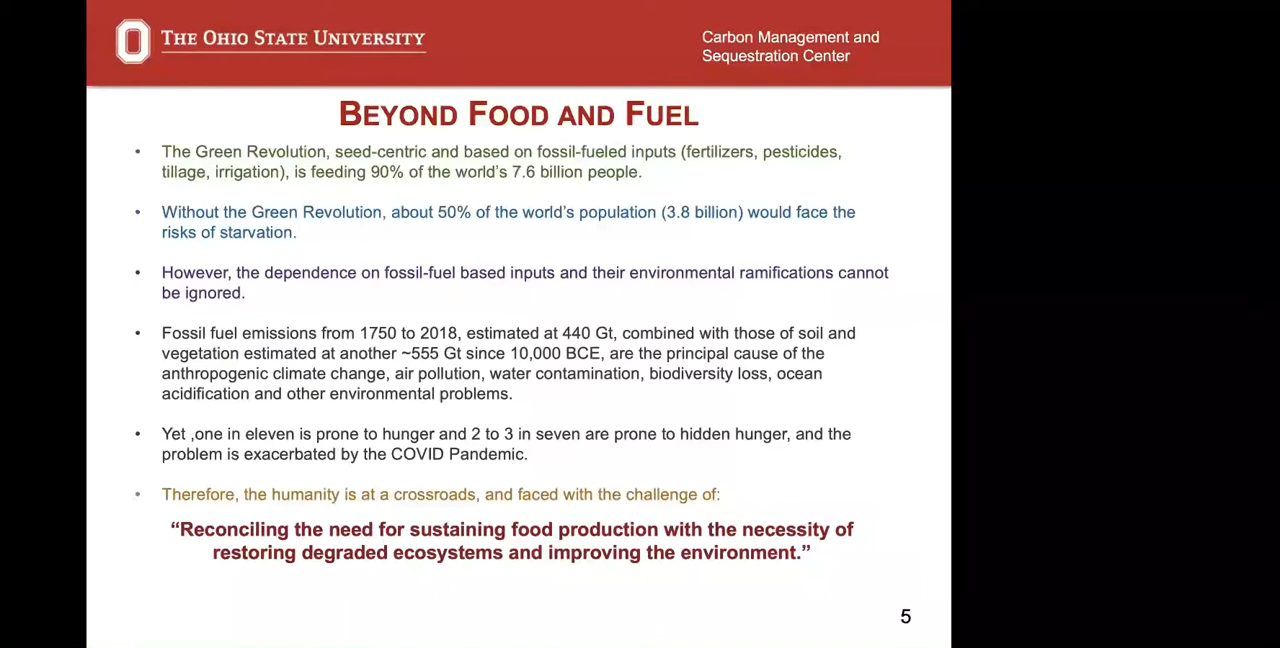 THE OHIO STATE UNIVERSITY
Carbon Management and
Sequestration Center
BEYOND FOOD AND FUEL
• The Green Revolution, seed-centric and based on fossil-fueled inputs (fertilizers, pesticides,
tillage, irrigation), is feeding 90% of the world's 7.6 billion people.
• Without the Green Revolution, about 50% of the world's population (3.8 billion) would face the
risks of starvation.
• However, the dependence on fossil-fuel based inputs and their environmental ramifications cannot
be ignored.
• Fossil fuel emissions from 1750 to 2018, estimated at 440 Gt, combined with those of soil and
vegetation estimated at another ~555 Gt since 10,000 BCE, are the principal cause of the
anthropogenic climate change, air pollution, water contamination, biodiversity loss, ocean
acidification and other environmental problems.
• Yet ,one in eleven is prone to hunger and 2 to 3 in seven are prone to hidden hunger, and the
problem is exacerbated by the COVID Pandemic.
• Therefore, the humanity is at a crossroads, and faced with the challenge of:
“Reconciling the need for sustaining food production with the necessity of
restoring degraded ecosystems and improving the environment.”
5